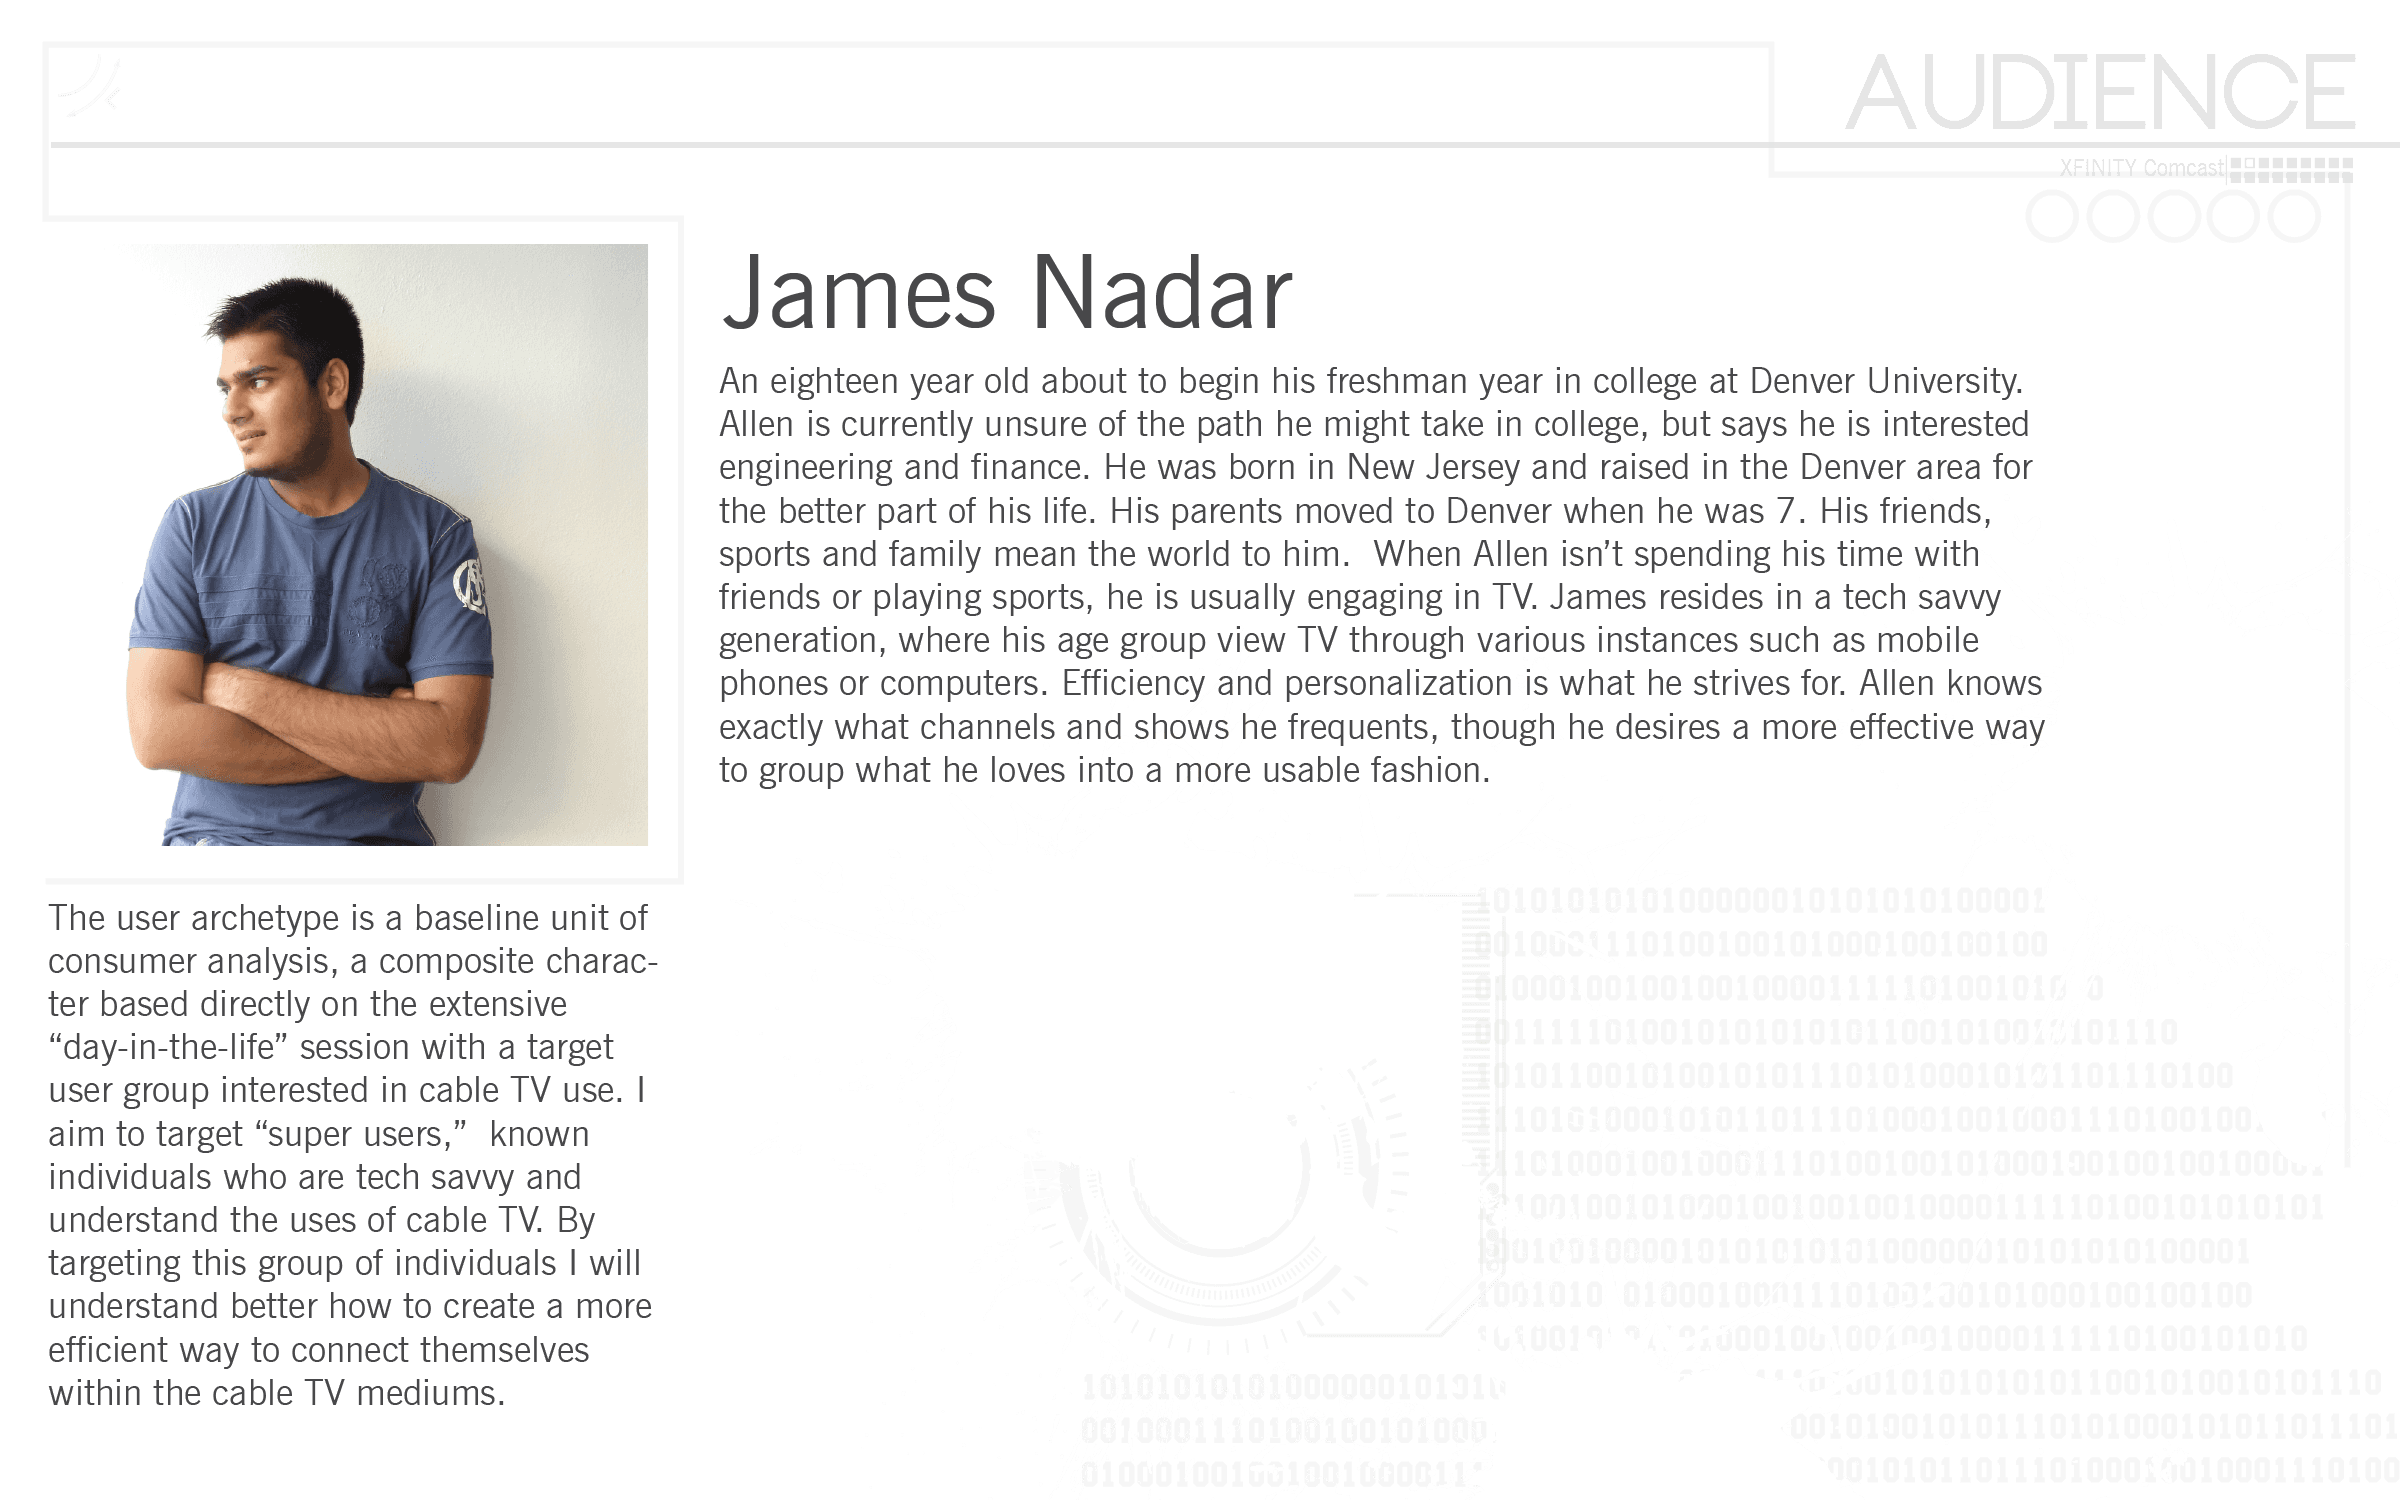 AUDIENCE
XFINITY Comcast
James Nadar
An eighteen year old about to begin his freshman year in college at Denver University.
Allen is currently unsure of the path he might take in college, but says he is interested
engineering and finance. He was born in New Jersey and raised in the Denver area for
the better part of his life. His parents moved to Denver when he was 7. His friends,
sports and family mean the world to him.  When Allen isn’t spending his time with
friends or playing sports, he is usually engaging in TV. James resides in a tech savvy
generation, where his age group view TV through various instances such as mobile
phones or computers. Efficiency and personalization is what he strives for. Allen knows
exactly what channels and shows he frequents, though he desires a more effective way
to group what he loves into a more usable fashion.
The user archetype is a baseline unit of
consumer analysis, a composite charac-
ter based directly on the extensive
“day-in-the-life” session with a target
user group interested in cable TV use. I
aim to target “super users,”  known
individuals who are tech savvy and
understand the uses of cable TV. By
targeting this group of individuals I will
understand better how to create a more
efficient way to connect themselves
within the cable TV mediums.